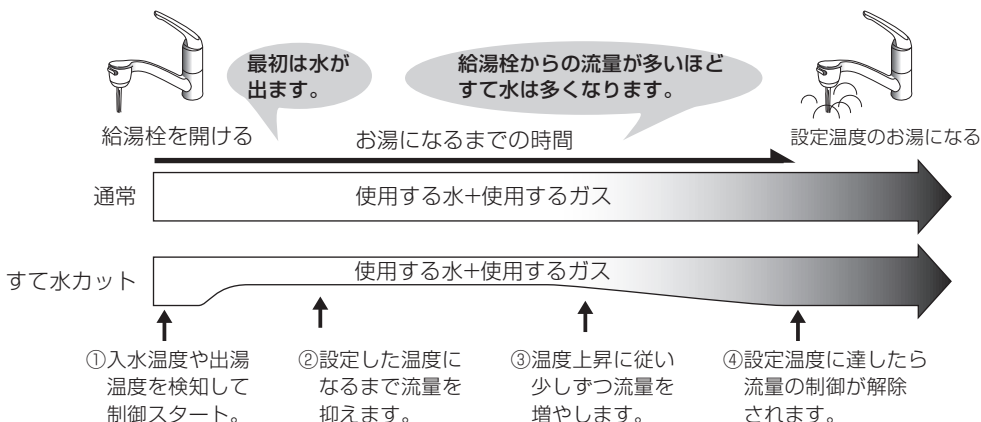 最初は水が
出ます。
給湯栓からの流量が多いほど
すて水は多くなります。
給湯栓を開ける
お湯になるまでの時間
設定温度のお湯になる
通常
使用する水+使用するガス
すて水カット
使用する水+使用するガス
①入水温度や出湯
温度を検知して
制御スタート。
②設定した温度に
なるまで流量を
抑えます。
③温度上昇に従い
少しずつ流量を
増やします。
④設定温度に達したら
流量の制御が解除
されます。